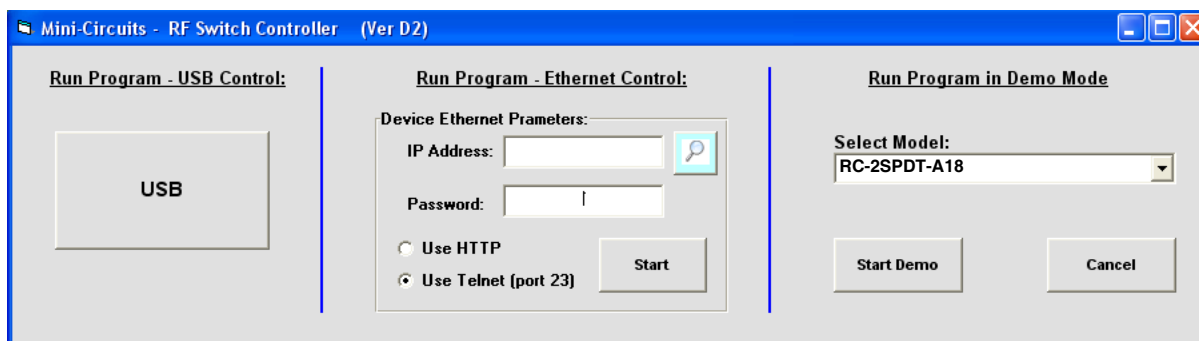 Mini-Circuits - RF Switch Controller (Ver D2)
Run Program - USB Control:
USB
Run Program - Ethernet Control:
Device Ethernet Prameters:
IP Address:
Password:
Use HTTP
Use Telnet (port 23)
Start
Run Program in Demo Mode
Select Model:
RC-2SPDT-A18
Start Demo
Cancel